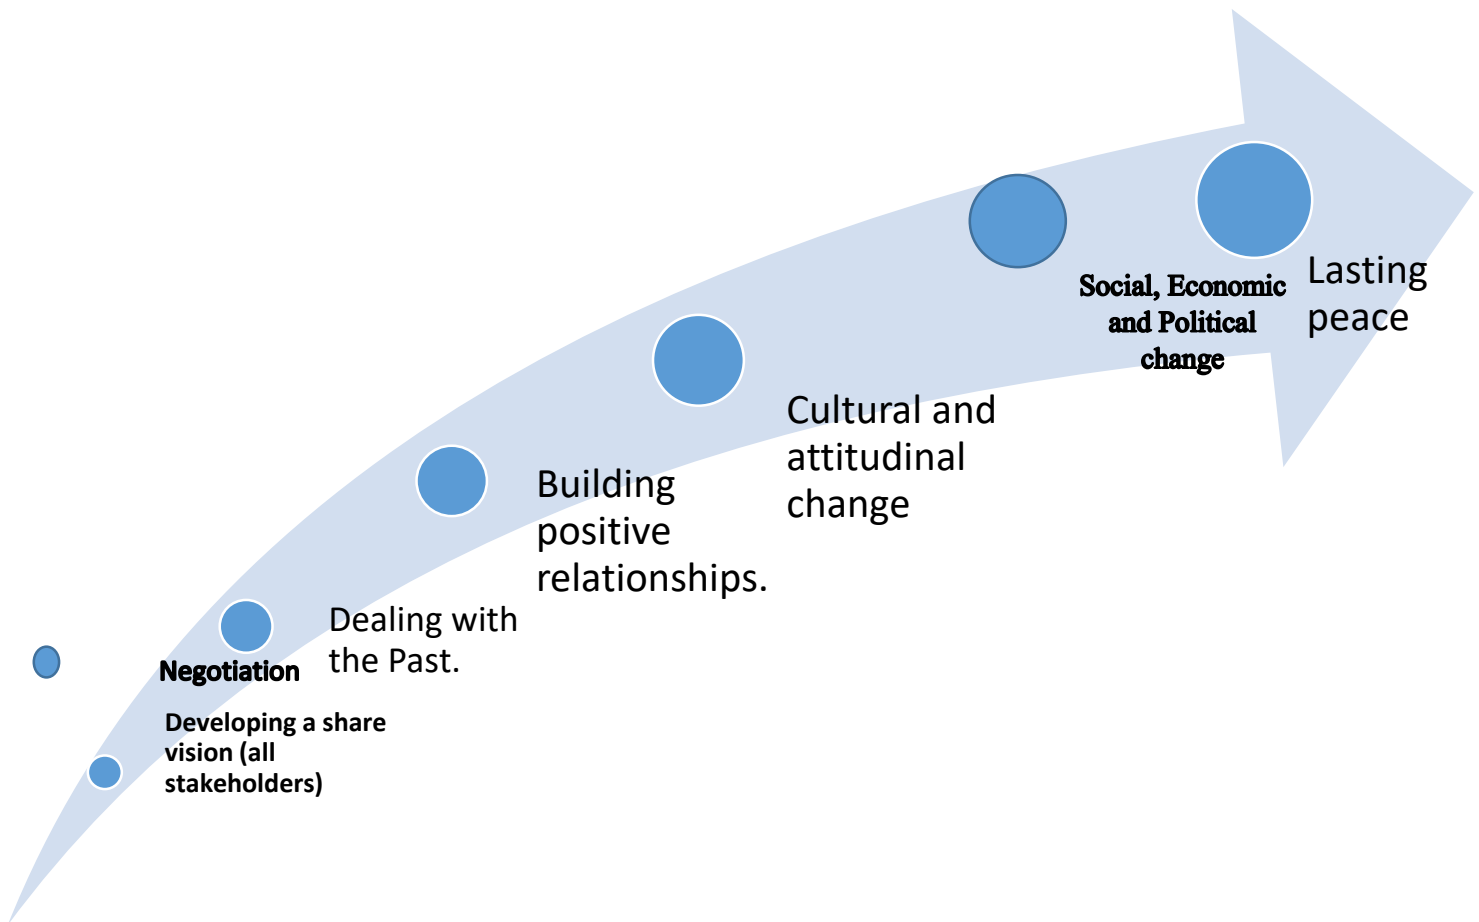 Developing a share
vision (all
stakeholders)
Negotiation
Dealing with
the Past.
Building
positive
relationships.
Cultural and
attitudinal
change
Social, Economic
and Political
change
Lasting
peace